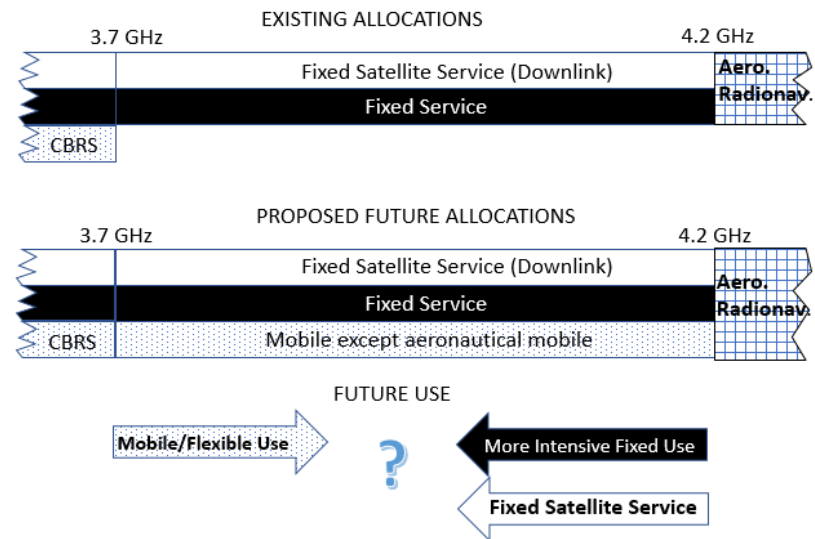 EXISTING ALLOCATIONS
3.7 GHz
4.2 GHz
Fixed Satellite Service (Downlink)
Aero.
Radionav.
Fixed Service
CBRS
PROPOSED FUTURE ALLOCATIONS
3.7 GHz
4.2 GHz
Fixed Satellite Service (Downlink)
Aero.
Radionav.
Fixed Service
CBRS
Mobile except aeronautical mobile
FUTURE USE
Mobile/Flexible Use
?
More Intensive Fixed Use
Fixed Satellite Service